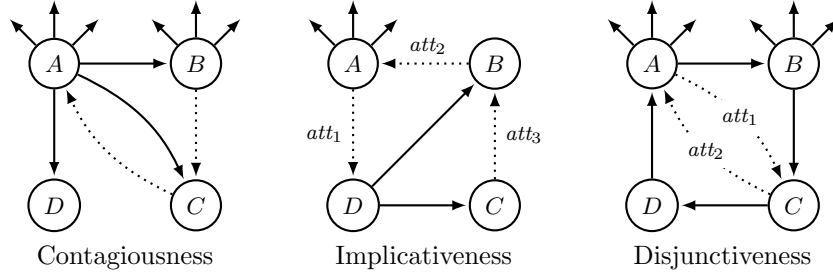 A
B
D
C
Contagiousness
att2
A
B
att1
att3
D
C
Implicativeness
A
B
att1
att2
D
C
Disjunctiveness